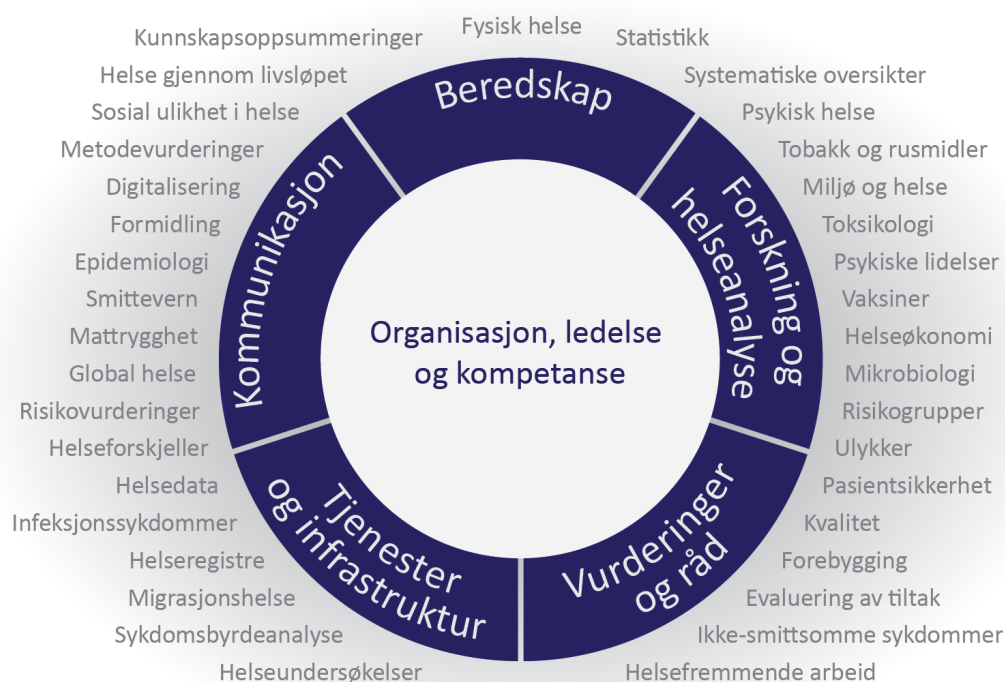 Fysisk helse
Kunnskapsoppsummeringer
Statistikk
Helse gjennom livsløpet
Systematiske oversikter
Sosial ulikhet i helse
Psykisk helse
Metodevurderinger
Tobakk og rusmidler
Digitalisering
Miljø og helse
Formidling
Toksikologi
Epidemiologi
Psykiske lidelser
Smittevern
Vaksiner
Mattrygghet
Helseøkonomi
Global helse
Mikrobiologi
Risikovurderinger
Risikogrupper
Helseforskjeller
Ulykker
Helsedata
Pasientsikkerhet
Infeksjonssykdommer
Kvalitet
Helseregistre
Forebygging
Migrasjonshelse
Evaluering av tiltak
Sykdomsbyrdeanalyse
Ikke-smittsomme sykdommer
Helseundersøkelser
Helsefremmende arbeid
Beredskap
Forskning og
helseanalyse
Vurderinger
og råd
Tjenester
og infrastruktur
Kommunikasjon
Organisasjon, ledelse
og kompetanse